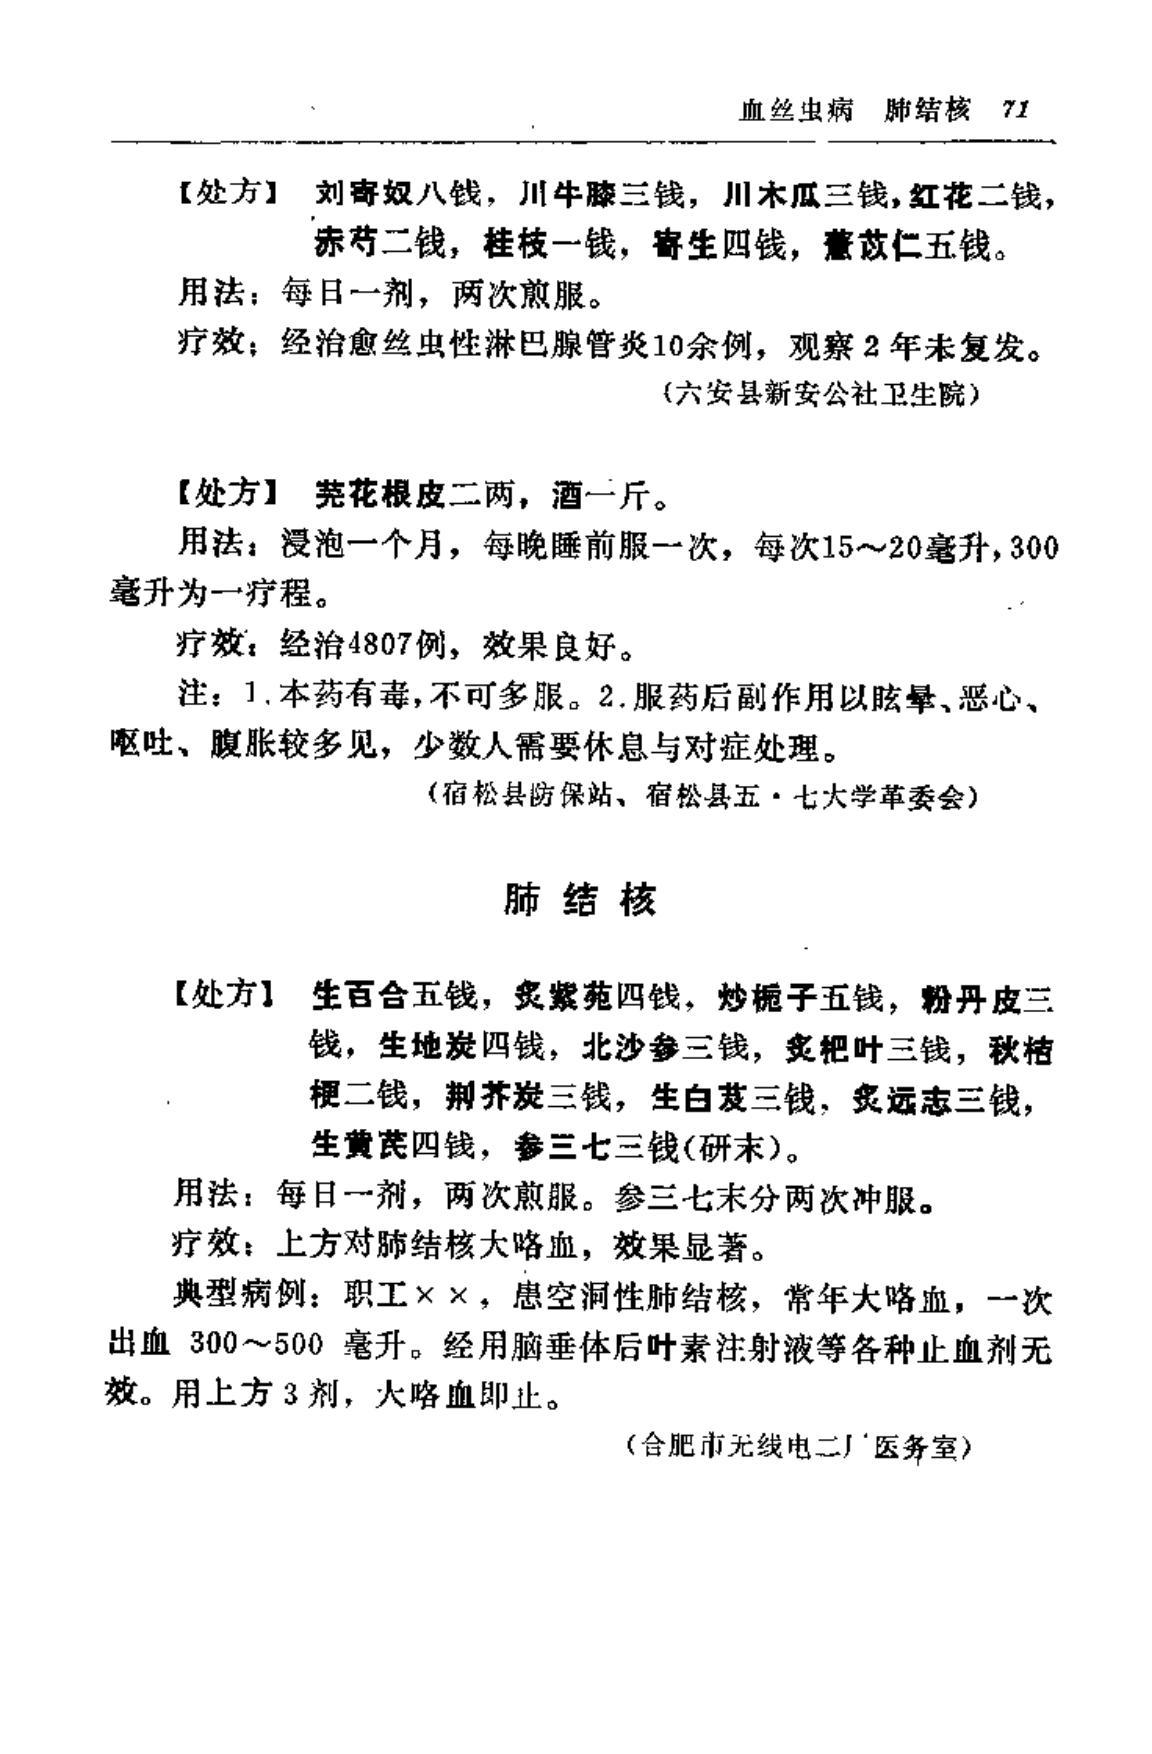 血丝虫病 肺结核 71
【处方】 刘寄奴八钱，川牛膝三钱，川木瓜三钱，红花二钱，
赤芍二钱，桂枝一钱，寄生四钱，薏苡仁五钱。
用法：每日一剂，两次煎服。
疗效：经治愈丝虫性淋巴腺管炎10余例，观察2年未复发。
（六安县新安公社卫生院）
【处方】 芫花根皮二两，酒一斤。
用法：浸泡一个月，每晚睡前服一次，每次15～20毫升，300
毫升为一疗程。
疗效：经治4807例，效果良好。
注：1.本药有毒，不可多服。2.服药后副作用以眩晕、恶心、
呕吐、腹胀较多见，少数人需要休息与对症处理。
（宿松县防保站、宿松县五·七大学革委会）
肺结核
【处方】 生百合五钱，炙紫苑四钱，炒栀子五钱，粉丹皮三
钱，生地炭四钱，北沙参三钱，炙杷叶三钱，秋桔
梗二钱，荆芥炭三钱，生白芨三钱，炙远志三钱，
生黄芪四钱，参三七三钱（研末）。
用法：每日一剂，两次煎服。参三七末分两次冲服。
疗效：上方对肺结核大咯血，效果显著。
典型病例：职工××，患空洞性肺结核，常年大咯血，一次
出血 300～500 毫升。经用脑垂体后叶素注射液等各种止血剂无
效。用上方3剂，大咯血即止。
（合肥市无线电二厂医务室）